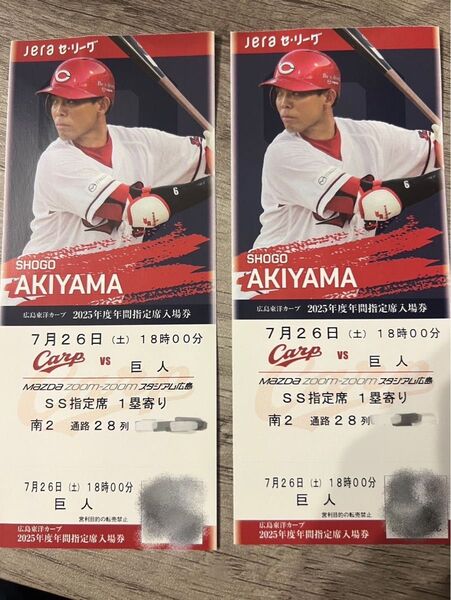 Jera セ・リーグ
C
6
SHOGO
AKIYAMA
広島東洋カープ 2025年度年間指定席入場券
7月26日 (土) 18時00分
Carp vs 巨人
mazda zoom-zoom スタジアム広島
SS指定席 1塁寄り
南2 通路28列
7月26日 (土) 18時00分
巨人
営利目的の転売禁止
広島東洋カープ
2025年度年間指定席入場券
Jera セ・リーグ
C
6
SHOGO
AKIYAMA
広島東洋カープ 2025年度年間指定席入場券
7月26日 (土) 18時00分
Carp vs 巨人
mazda zoom-zoom スタジアム広島
SS指定席 1塁寄り
南2 通路28列
7月26日 (土) 18時00分
巨人
営利目的の転売禁止
広島東洋カープ
2025年度年間指定席入場券